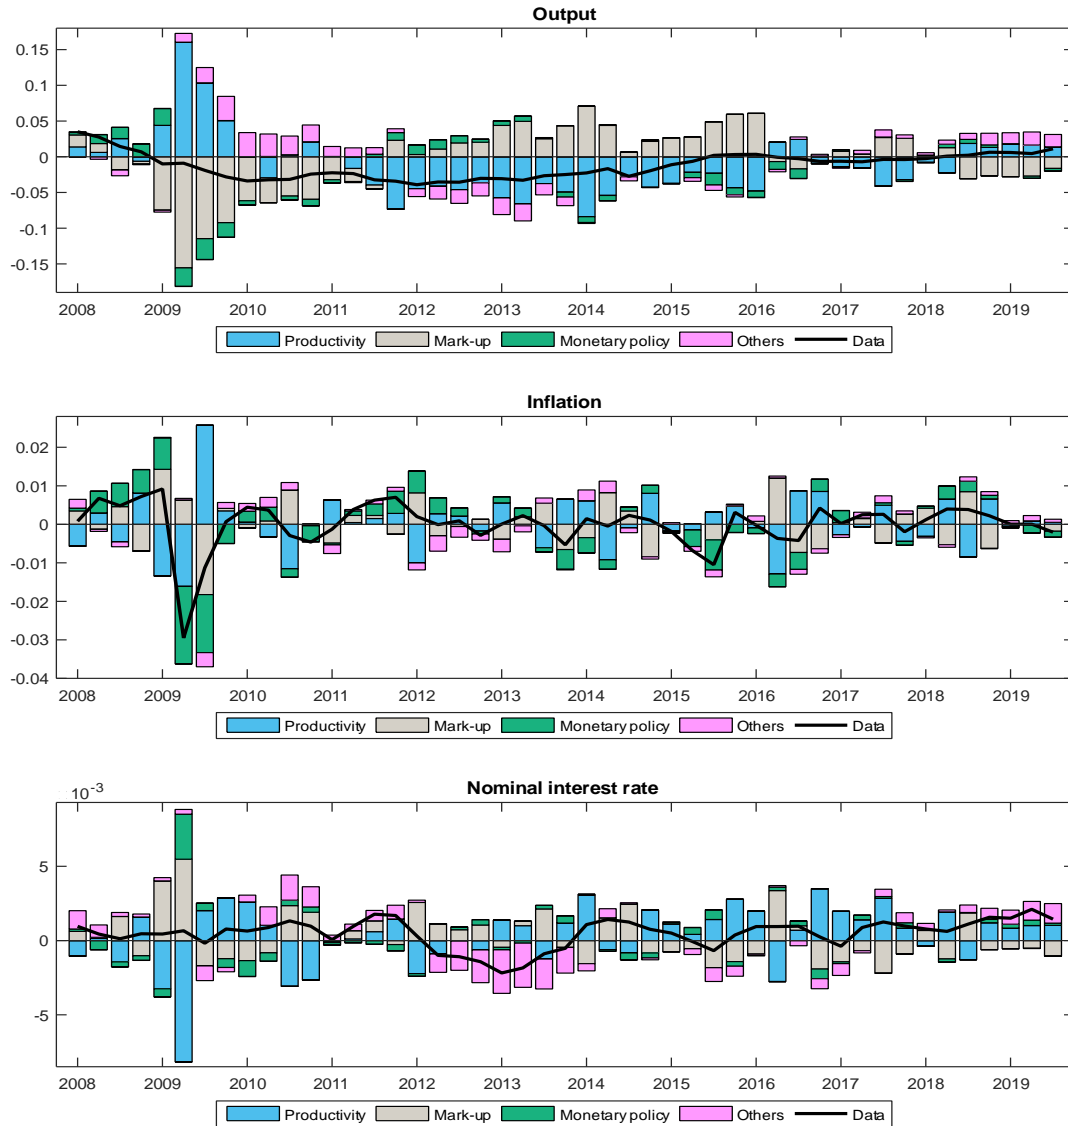 Output
0.15
0.1
0.05
0
-0.05
-0.1
-0.15
2008 2009 2010 2011 2012 2013 2014 2015 2016 2017 2018 2019
Productivity Mark-up Monetary policy Others Data
Inflation
0.02
0.01
0
-0.01
-0.02
-0.03
-0.04
2008 2009 2010 2011 2012 2013 2014 2015 2016 2017 2018 2019
Productivity Mark-up Monetary policy Others Data
Nominal interest rate
10-3
5
0
-5
2008 2009 2010 2011 2012 2013 2014 2015 2016 2017 2018 2019
Productivity Mark-up Monetary policy Others Data